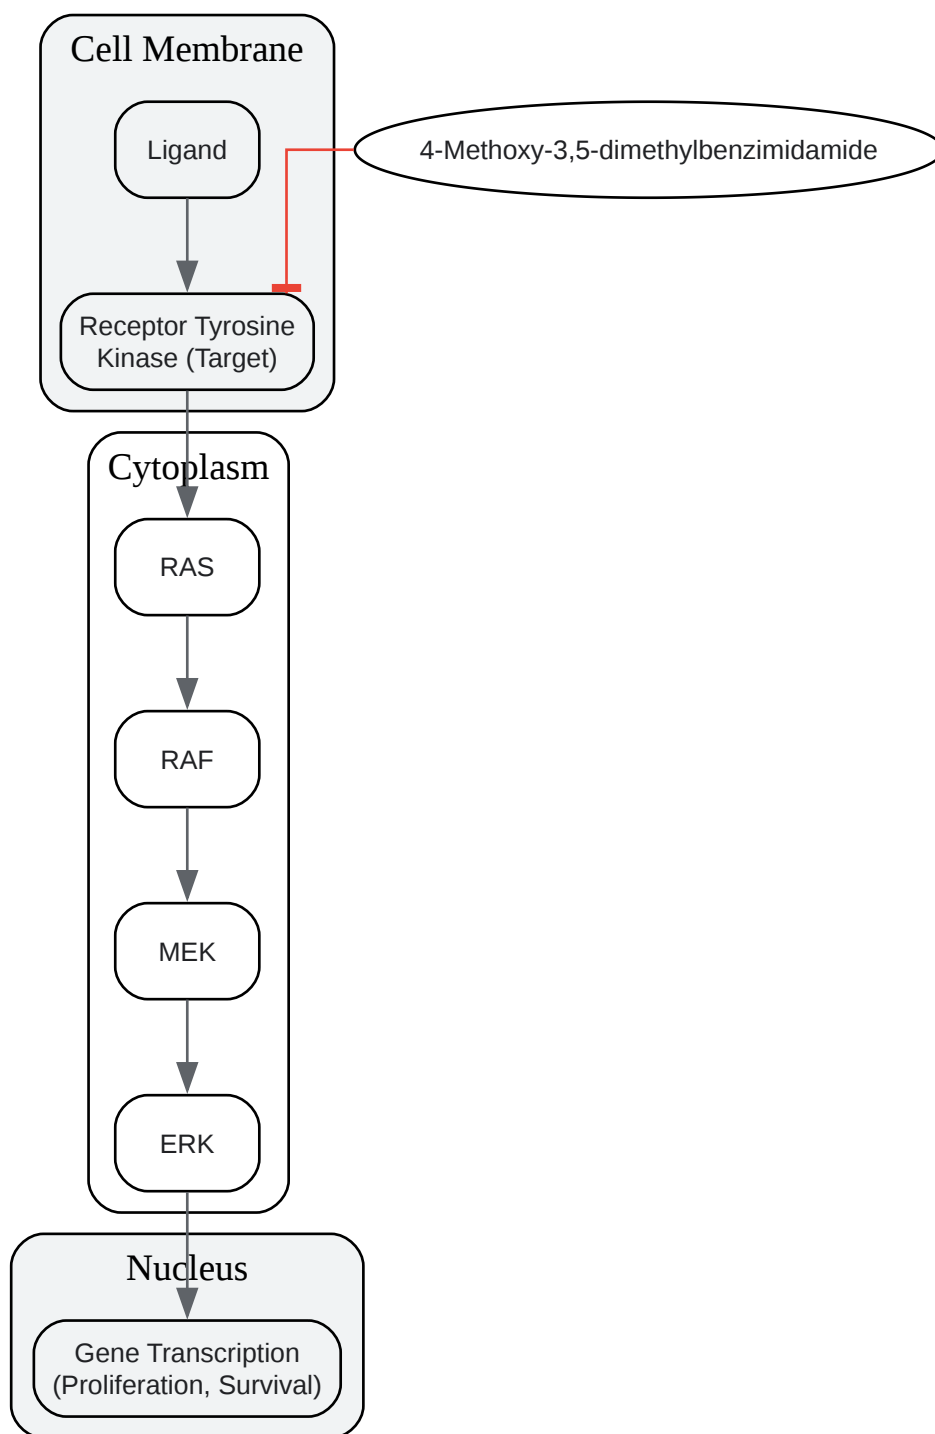 Cell Membrane
Ligand
4-Methoxy-3,5-dimethylbenzimidamide
Receptor Tyrosine
Kinase (Target)
Cytoplasm
RAS
RAF
MEK
ERK
Nucleus
Gene Transcription
(Proliferation, Survival)